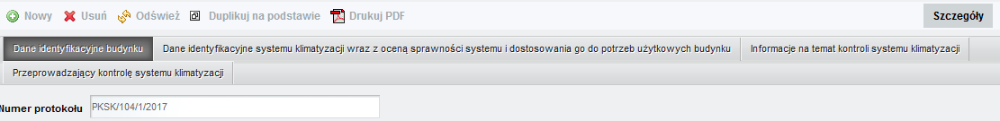 Nowy Usuń Odśwież Duplikuj na podstawie Drukuj PDF Szczegóły
Dane identyfikacyjne budynku Dane identyfikacyjne systemu klimatyzacji wraz z oceną sprawności systemu i dostosowania go do potrzeb użytkowych budynku Informacje na temat kontroli systemu klimatyzacji
Przeprowadzający kontrolę systemu klimatyzacji
Numer protokołu PKSK/104/1/2017